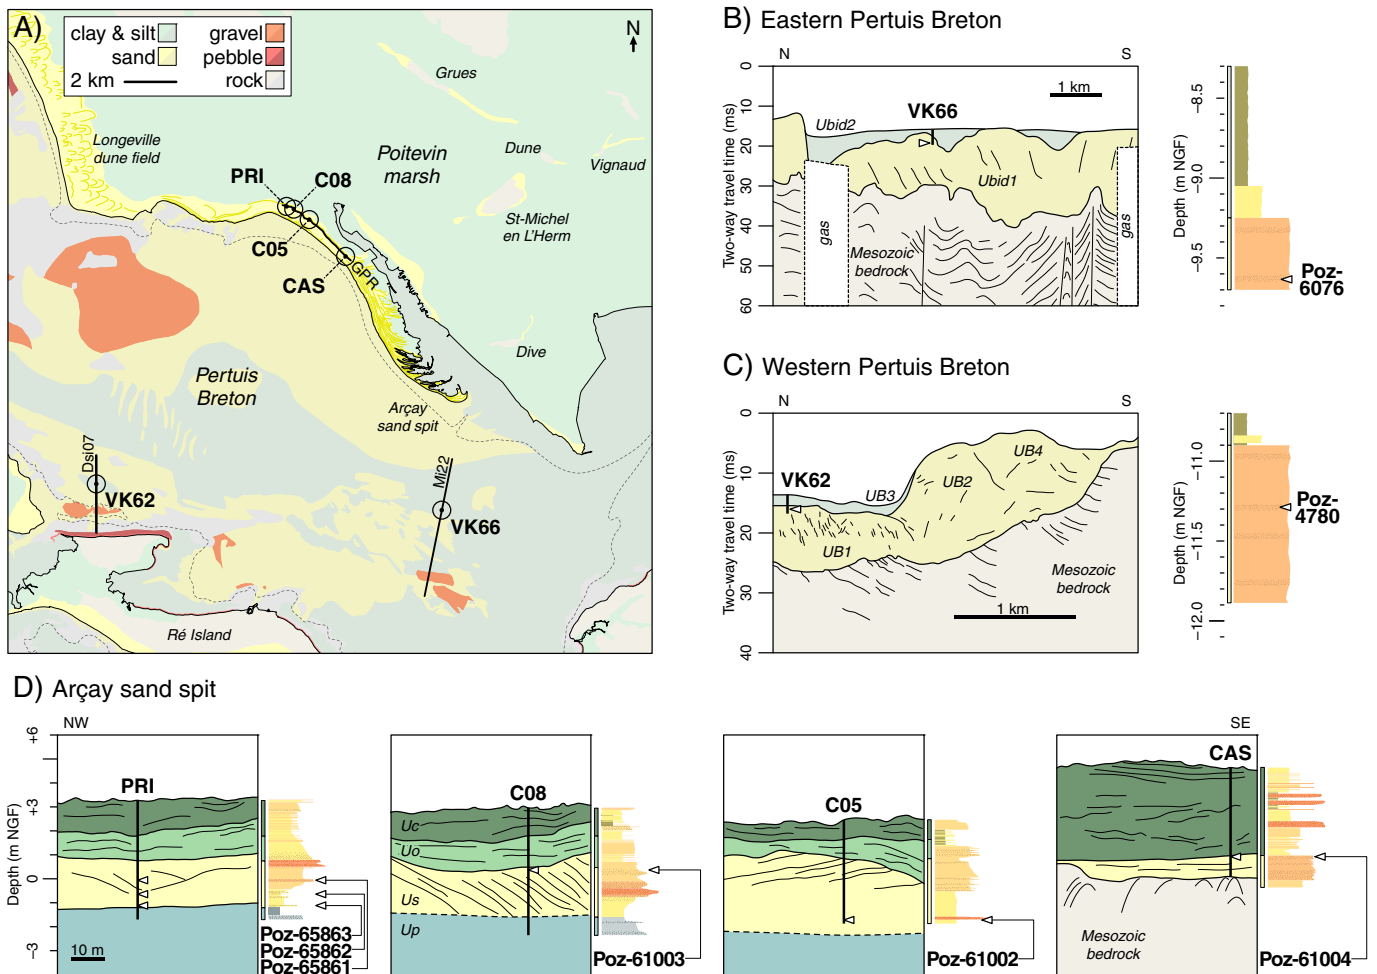 A)
clay & silt
gravel
sand
pebble
2 km
rock
N
Longeville
dune field
Grues
Dune
Vignaud
Poitevin
marsh
St-Michel
en L'Herm
Dive
PRI
C08
C05
CAS
GPR
Pertuis
Breton
Arçay
sand spit
Dsi07
VK62
Mi22
VK66
Ré Island
B) Eastern Pertuis Breton
N
S
Two-way travel time (ms)
0
10
20
30
40
50
60
1 km
VK66
Ubid2
Ubid1
gas
gas
Mesozoic
bedrock
Depth (m NGF)
−8.5
−9.0
−9.5
Poz-
6076
C) Western Pertuis Breton
N
S
Two-way travel time (ms)
0
10
20
30
40
VK62
UB3
UB4
UB2
UB1
1 km
Mesozoic
bedrock
Depth (m NGF)
−11.0
−11.5
−12.0
Poz-
4780
D) Arçay sand spit
NW
SE
Depth (m NGF)
+6
+3
0
−3
PRI
10 m
Poz-65863
Poz-65862
Poz-65861
C08
Uc
Uo
Us
Up
Poz-61003
C05
Poz-61002
CAS
Mesozoic
bedrock
Poz-61004